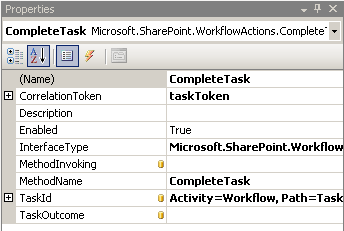 Properties
CompleteTask Microsoft.SharePoint.WorkflowActions.Complete
(Name) CompleteTask
CorrelationToken taskToken
Description
Enabled True
InterfaceType Microsoft.SharePoint.Workflow
MethodInvoking
MethodName CompleteTask
TaskId Activity=Workflow, Path=Task
TaskOutcome